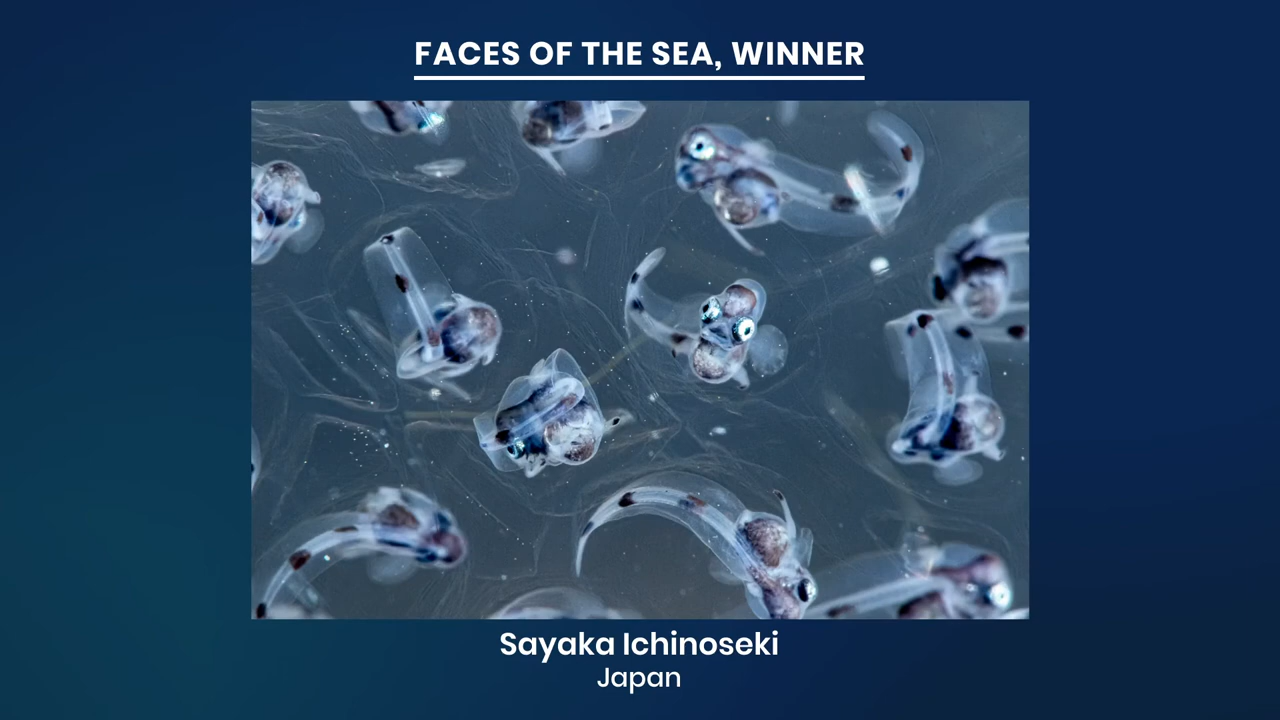 FACES OF THE SEA, WINNER
Sayaka Ichinoseki
Japan